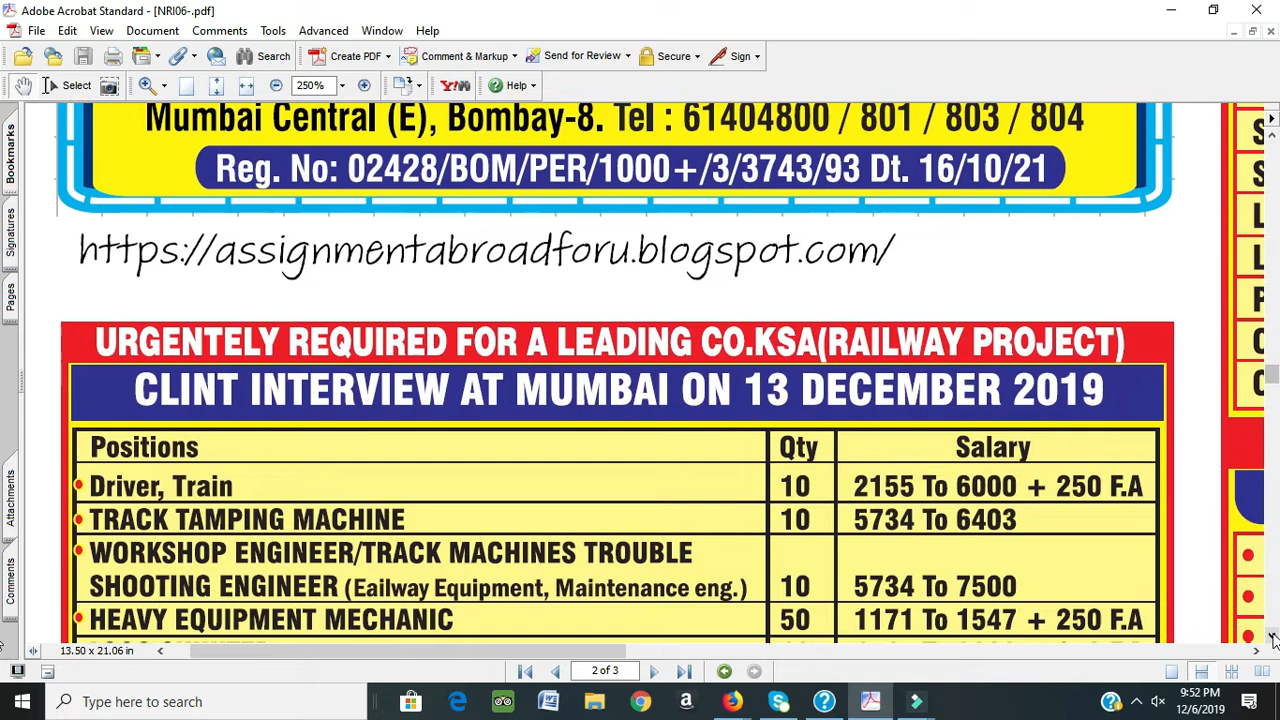 Adobe Acrobat Standard - [NRI06-.pdf]
File Edit View Document Comments Tools Advanced Window Help
Search Create PDF Comment & Markup Send for Review Secure Sign
Select 250% Y! Help
Bookmarks
Signatures
Pages
Attachments
Comments
Mumbai Central (E), Bombay-8. Tel : 61404800 / 801 / 803 / 804
Reg. No: 02428/BOM/PER/1000+/3/3743/93 Dt. 16/10/21
https://assignmentabroadforu.blogspot.com/
URGENTELY REQUIRED FOR A LEADING CO.KSA(RAILWAY PROJECT)
CLINT INTERVIEW AT MUMBAI ON 13 DECEMBER 2019
Positions Qty Salary
Driver, Train 10 2155 To 6000 + 250 F.A
TRACK TAMPING MACHINE 10 5734 To 6403
WORKSHOP ENGINEER/TRACK MACHINES TROUBLE
SHOOTING ENGINEER (Eailway Equipment, Maintenance eng.) 10 5734 To 7500
HEAVY EQUIPMENT MECHANIC 50 1171 To 1547 + 250 F.A
13.50 x 21.06 in
2 of 3
Type here to search
9:52 PM
12/6/2019